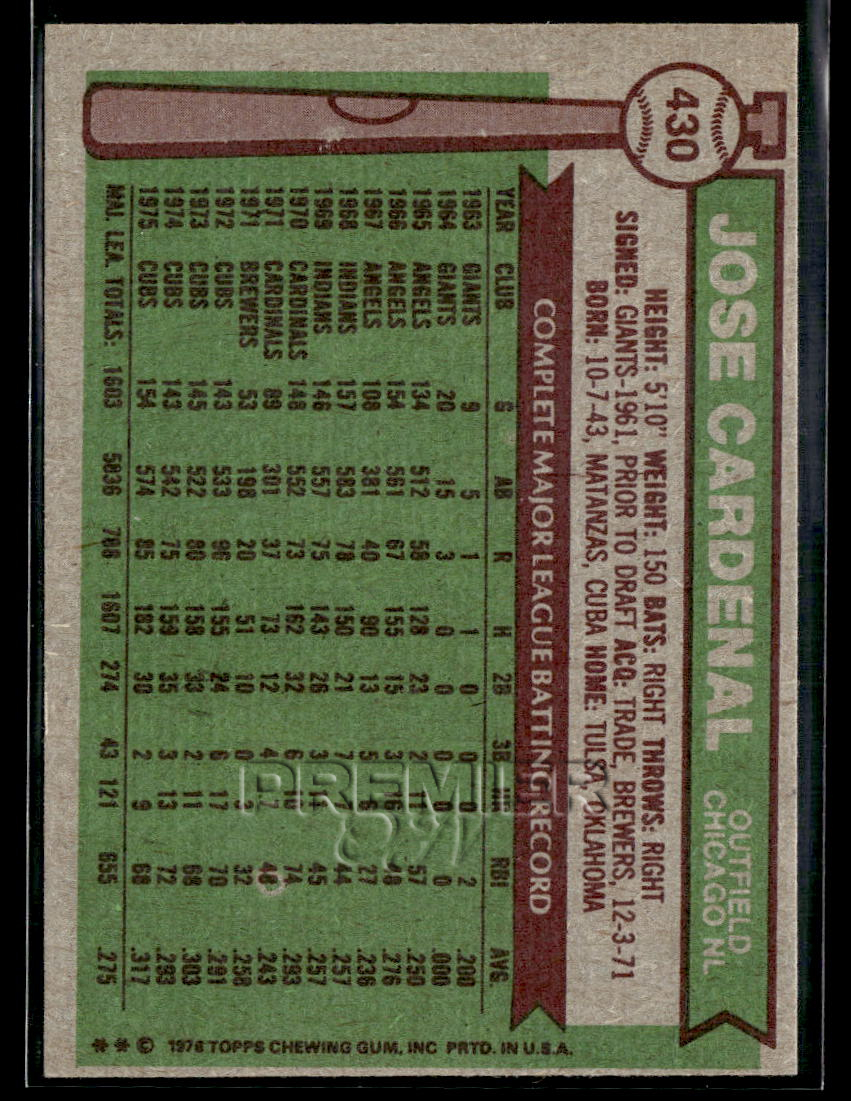 430
JOSE CARDENAL
OUTFIELD
CHICAGO NL
HEIGHT: 5'10" WEIGHT: 150 BATS: RIGHT THROWS: RIGHT
SIGNED: GIANTS-1961, PRIOR TO DRAFT ACQ: TRADE, BREWERS, 12-3-71
BORN: 10-7-43, MATANZAS, CUBA HOME: TULSA, OKLAHOMA
COMPLETE MAJOR LEAGUE BATTING RECORD
YEAR CLUB G AB R H 2B 3B HR RBI AVG.
1963 GIANTS 9 5 1 1 0 0 0 2 .200
1964 GIANTS 20 15 3 0 0 0 0 0 .000
1965 ANGELS 134 512 58 128 23 2 11 57 .250
1966 ANGELS 154 561 67 155 15 3 16 48 .276
1967 ANGELS 108 381 40 90 13 5 6 27 .236
1968 INDIANS 157 583 78 150 21 7 7 44 .257
1969 INDIANS 146 557 75 143 26 3 11 45 .257
1970 CARDINALS 148 552 73 162 32 6 10 74 .293
1971 CARDINALS 89 301 37 73 12 4 7 48 .243
1971 BREWERS 53 198 20 51 10 0 3 32 .258
1972 CUBS 143 533 96 155 24 6 17 70 .291
1973 CUBS 145 522 80 158 33 2 11 68 .303
1974 CUBS 143 542 75 159 35 3 13 72 .293
1975 CUBS 154 574 85 182 30 2 9 68 .317
MAJ. LEA. TOTALS: 1603 5836 788 1607 274 43 121 655 .275
** © 1976 TOPPS CHEWING GUM, INC PRTD. IN U.S.A.